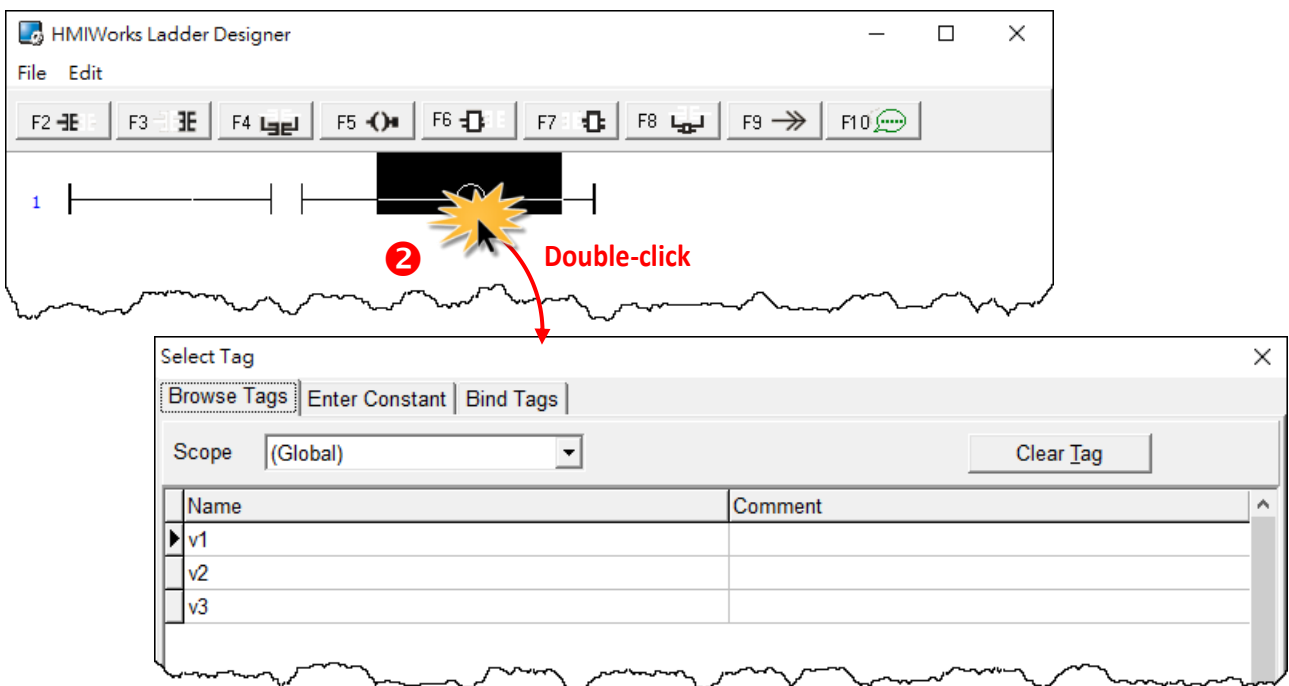 HMIWorks Ladder Designer
File Edit
F2 F3 F4 F5 F6 F7 F8 F9 F10
1
2 Double-click
Select Tag
Browse Tags Enter Constant Bind Tags
Scope (Global) Clear Tag
Name Comment
v1
v2
v3